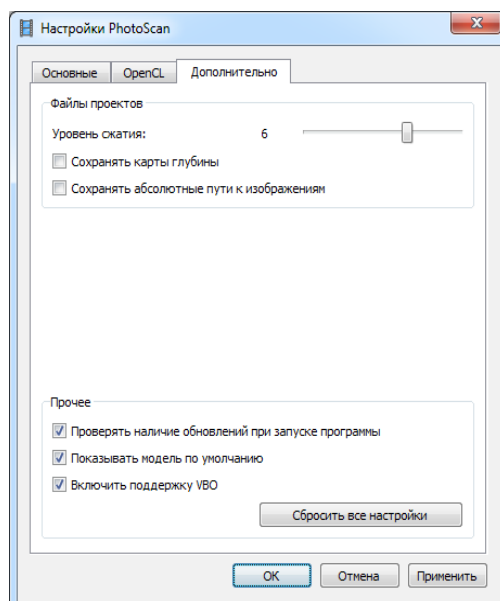 Настройки PhotoScan
Основные OpenCL Дополнительно
Файлы проектов
Уровень сжатия: 6
Сохранять карты глубины
Сохранять абсолютные пути к изображениям
Прочее
Проверять наличие обновлений при запуске программы
Показывать модель по умолчанию
Включить поддержку VBO
Сбросить все настройки
OK Отмена Применить